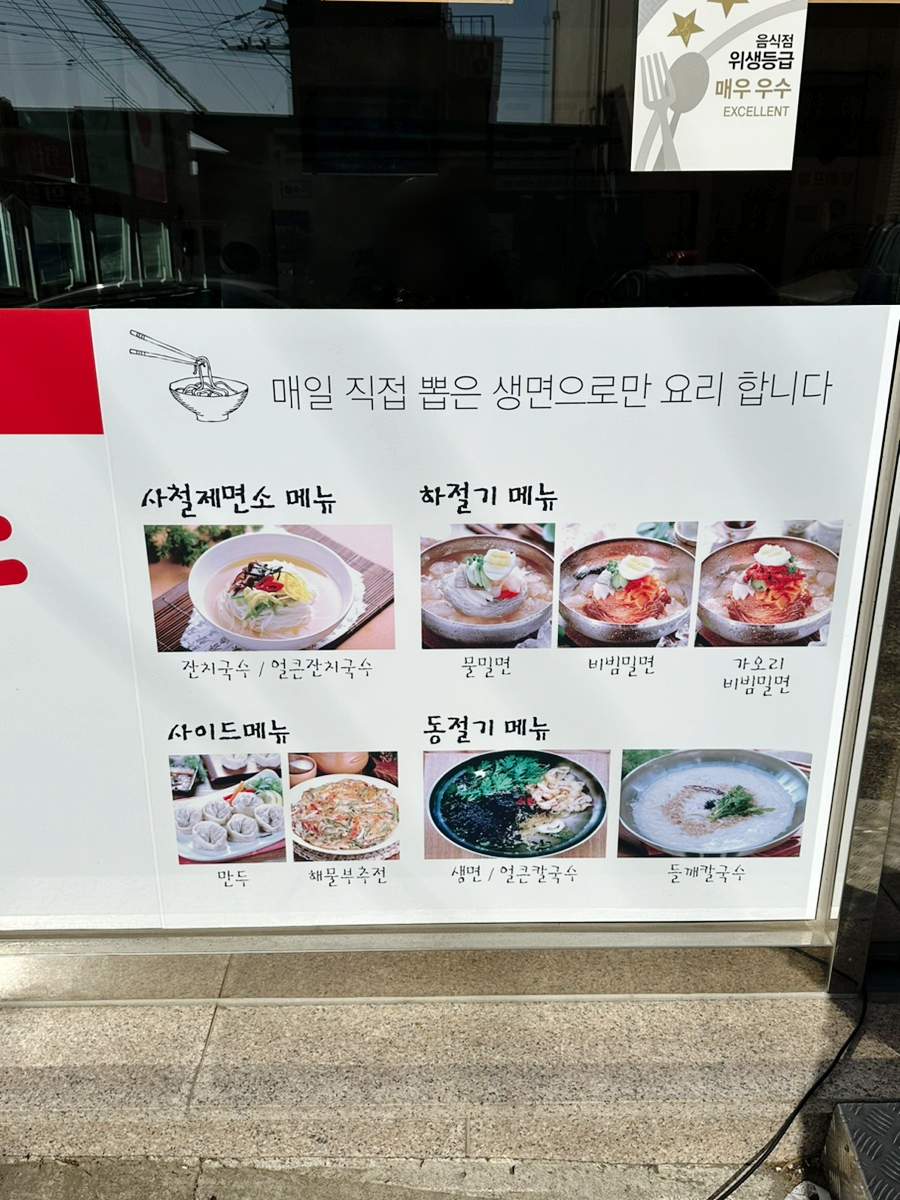 음식점
위생등급
매우 우수
EXCELLENT
매일 직접 뽑은 생면으로만 요리 합니다
사철제면소 메뉴
잔치국수 / 얼큰잔치국수
하절기 메뉴
물밀면
비빔밀면
가오리
비빔밀면
사이드메뉴
만두
해물부추전
동절기 메뉴
생면 / 얼큰칼국수
들깨칼국수